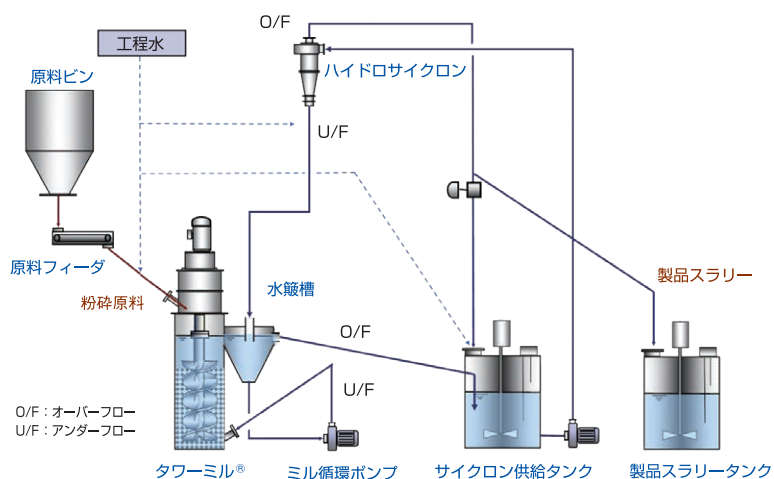 O/F
工程水
ハイドロサイクロン
原料ビン
U/F
原料フィーダ
水簸槽
製品スラリー
粉砕原料
O/F
U/F
O/F：オーバーフロー
U/F：アンダーフロー
タワーミル®
ミル循環ポンプ
サイクロン供給タンク
製品スラリータンク